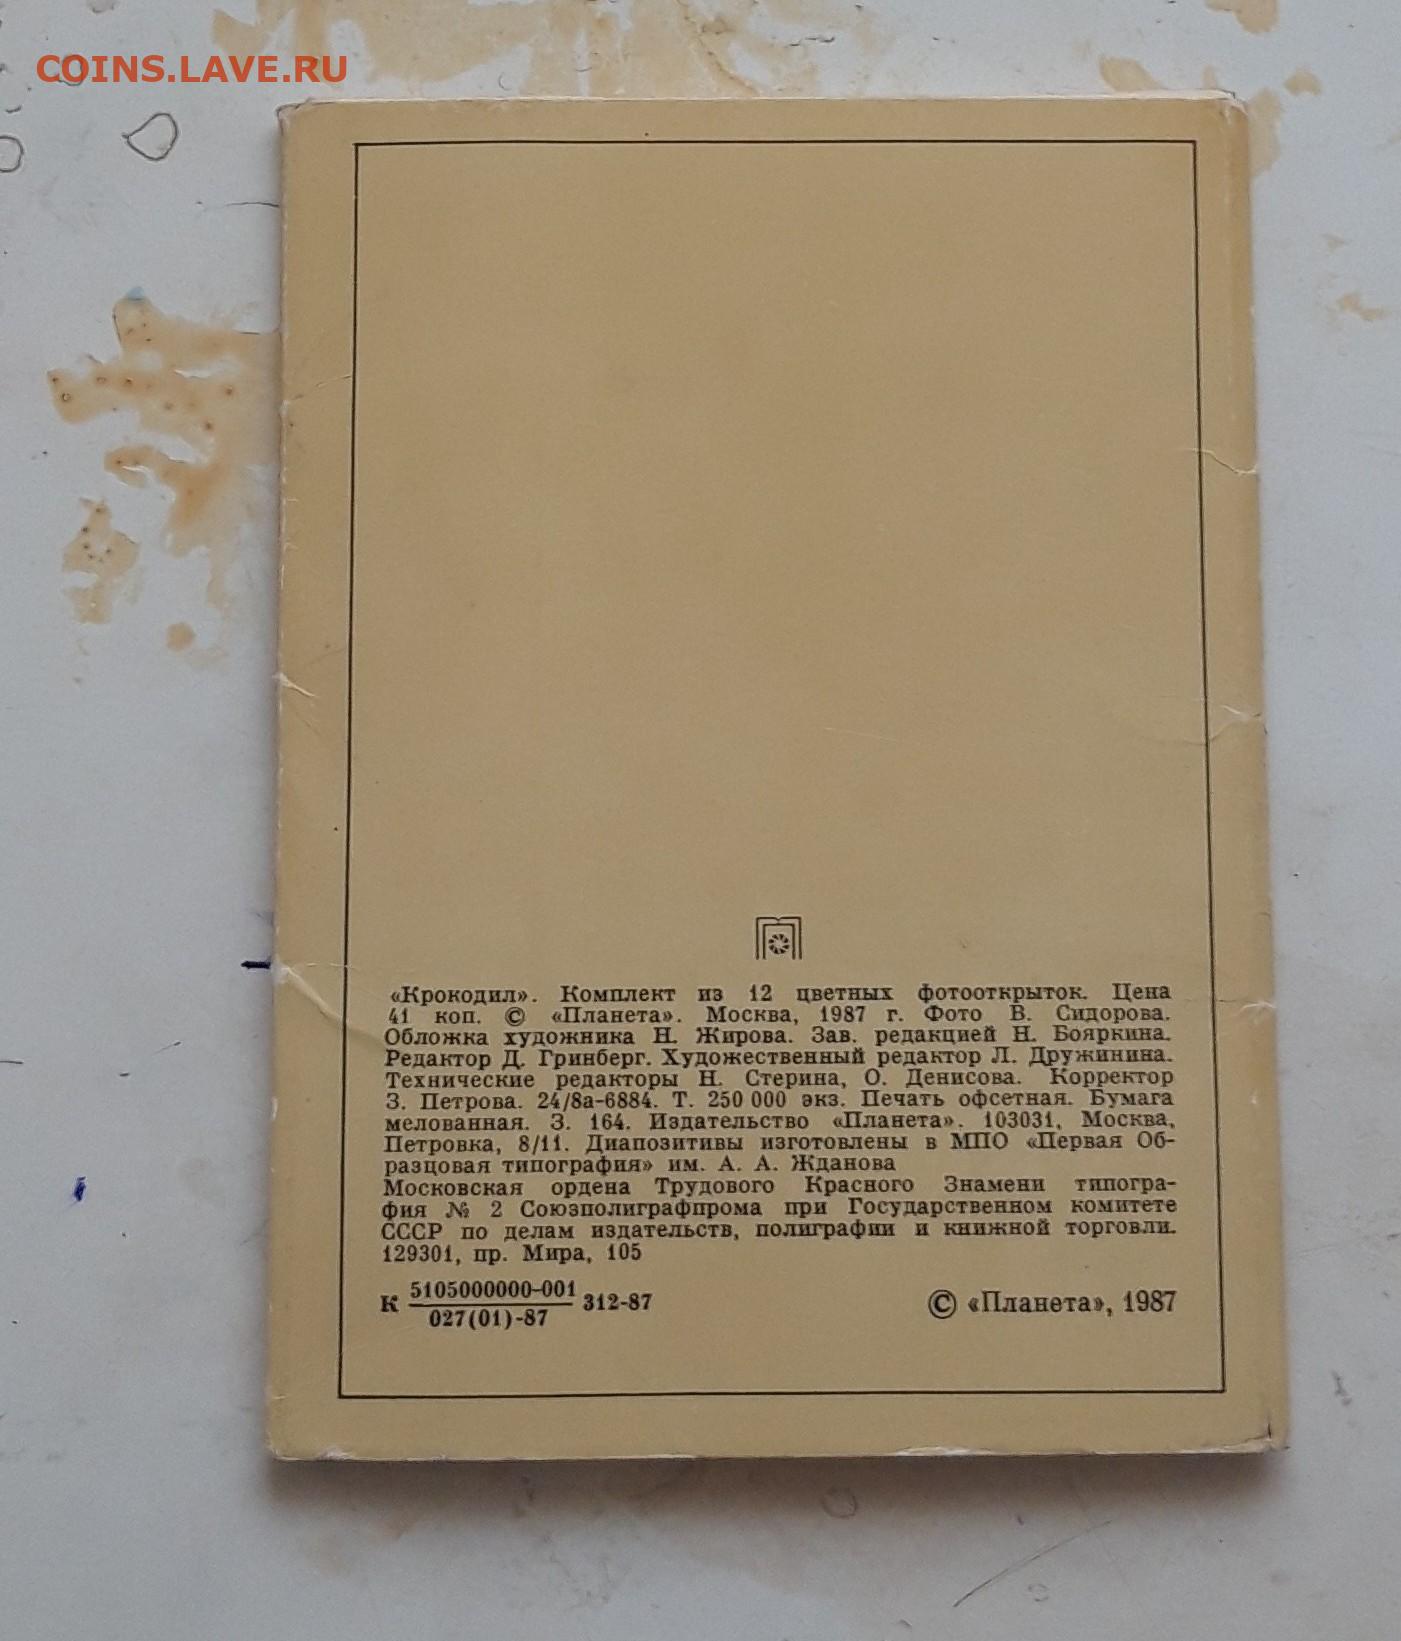 COINS.LAVE.RU
«Крокодил». Комплект из 12 цветных фотооткрыток. Цена
41 коп. © «Планета». Москва, 1987 г. Фото В. Сидорова.
Обложка художника Н. Жирова. Зав. редакцией Н. Бояркина.
Редактор Д. Гринберг. Художественный редактор Л. Дружинина.
Технические редакторы Н. Стерина, О. Денисова. Корректор
З. Петрова. 24/8а-6884. Т. 250 000 экз. Печать офсетная. Бумага
мелованная. З. 164. Издательство «Планета». 103031, Москва,
Петровка, 8/11. Диапозитивы изготовлены в МПО «Первая Об-
разцовая типография» им. А. А. Жданова
Московская ордена Трудового Красного Знамени типогра-
фия № 2 Союзполиграфпрома при Государственном комитете
СССР по делам издательств, полиграфии и книжной торговли.
129301, пр. Мира, 105
К 5105000000-001 312-87
027(01)-87
© «Планета», 1987